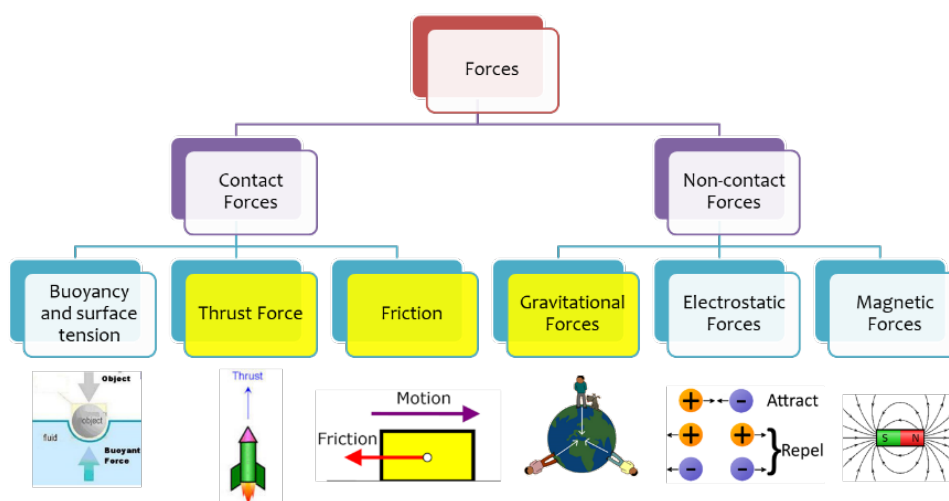 Forces
Contact
Forces
Non-contact
Forces
Buoyancy
and surface
tension
Thrust Force
Friction
Gravitational
Forces
Electrostatic
Forces
Magnetic
Forces
Object
object
fluid
Buoyant
Force
Thrust
Motion
Friction
Attract
Repel
S N